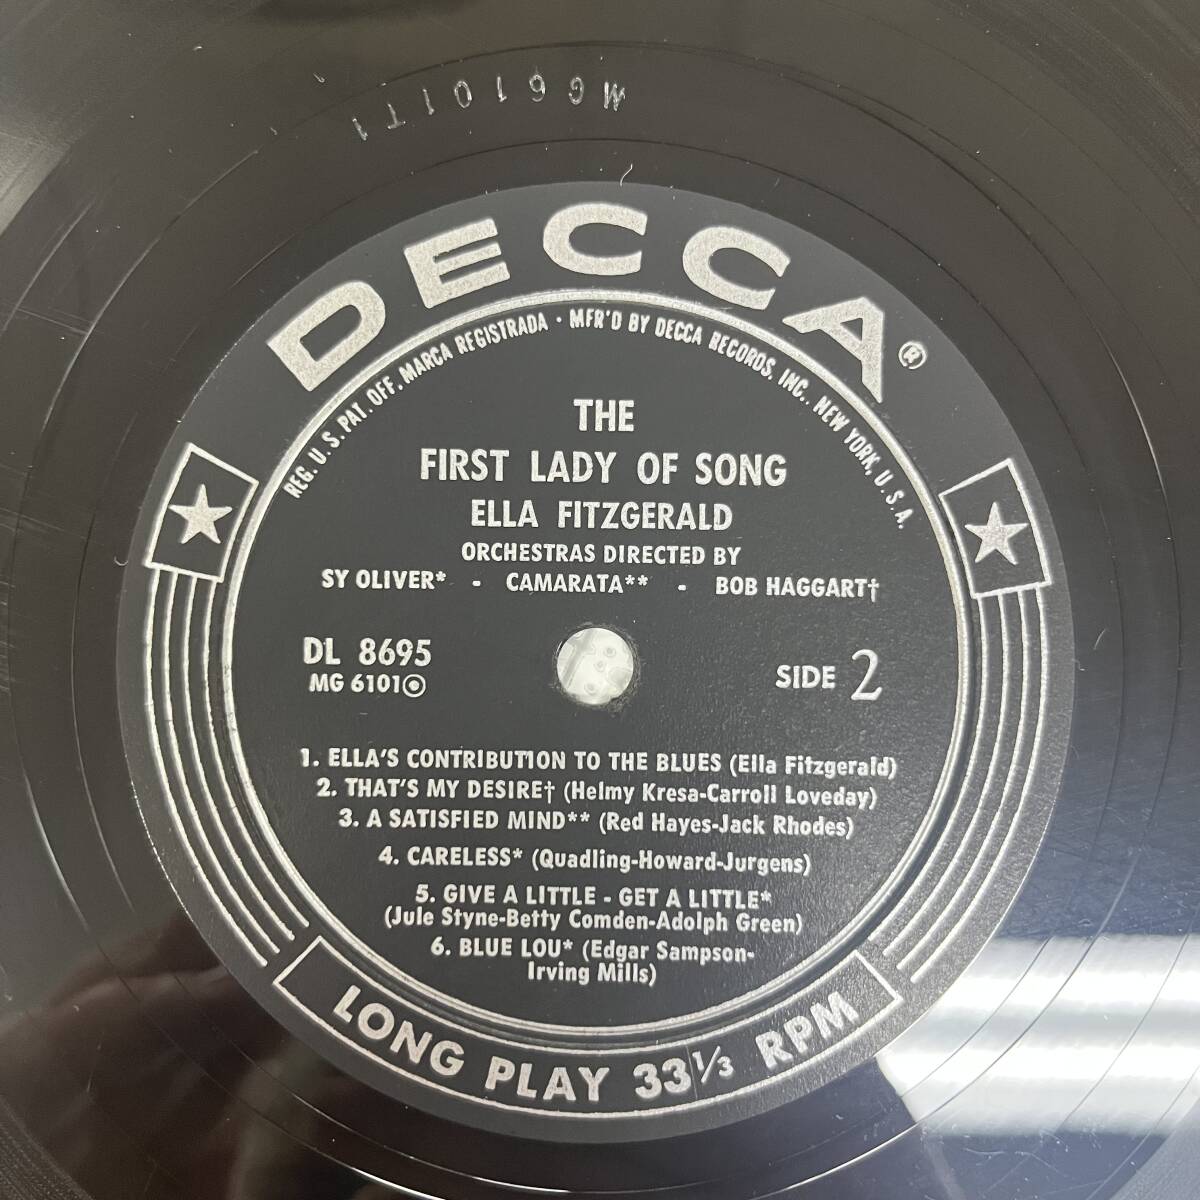 MG6101T1
DECCA®
REG. U.S. PAT. OFF. MARCA REGISTRADA · MFR'D BY DECCA RECORDS, INC., NEW YORK, U.S.A.
THE
FIRST LADY OF SONG
ELLA FITZGERALD
ORCHESTRAS DIRECTED BY
SY OLIVER* - CAMARATA** - BOB HAGGART†
DL 8695
MG 6101⦿
SIDE 2
1. ELLA'S CONTRIBUTION TO THE BLUES (Ella Fitzgerald)
2. THAT'S MY DESIRE† (Helmy Kresa-Carroll Loveday)
3. A SATISFIED MIND** (Red Hayes-Jack Rhodes)
4. CARELESS* (Quadling-Howard-Jurgens)
5. GIVE A LITTLE - GET A LITTLE*
(Jule Styne-Betty Comden-Adolph Green)
6. BLUE LOU* (Edgar Sampson-
Irving Mills)
LONG PLAY 33 1/3 RPM